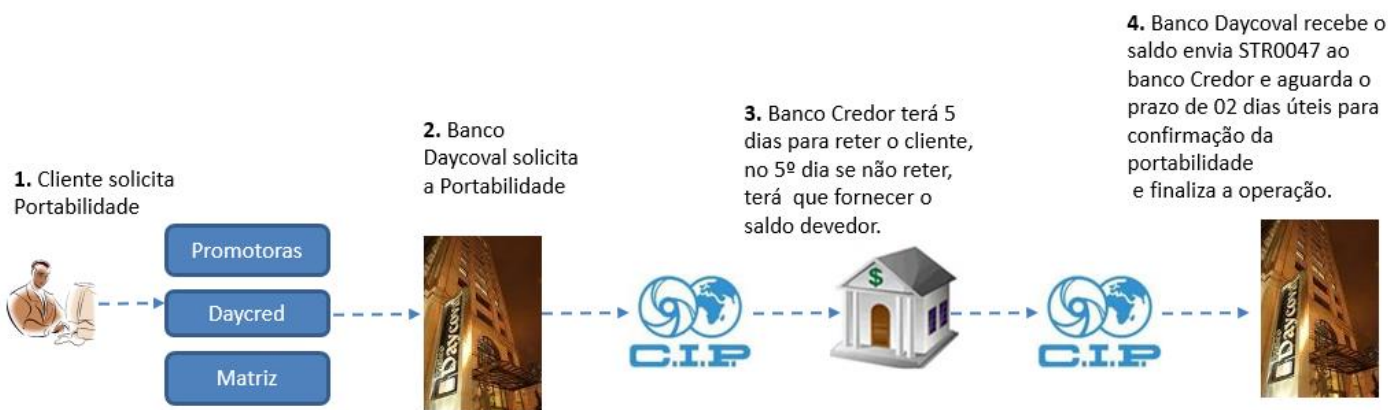 1. Cliente solicita
Portabilidade
Promotoras
Daycred
Matriz
2. Banco
Daycoval solicita
a Portabilidade
Daycoval
C.I.P.
3. Banco Credor terá 5
dias para reter o cliente,
no 5º dia se não reter,
terá que fornecer o
saldo devedor.
$
C.I.P.
4. Banco Daycoval recebe o
saldo envia STR0047 ao
banco Credor e aguarda o
prazo de 02 dias úteis para
confirmação da
portabilidade
e finaliza a operação.
Daycoval